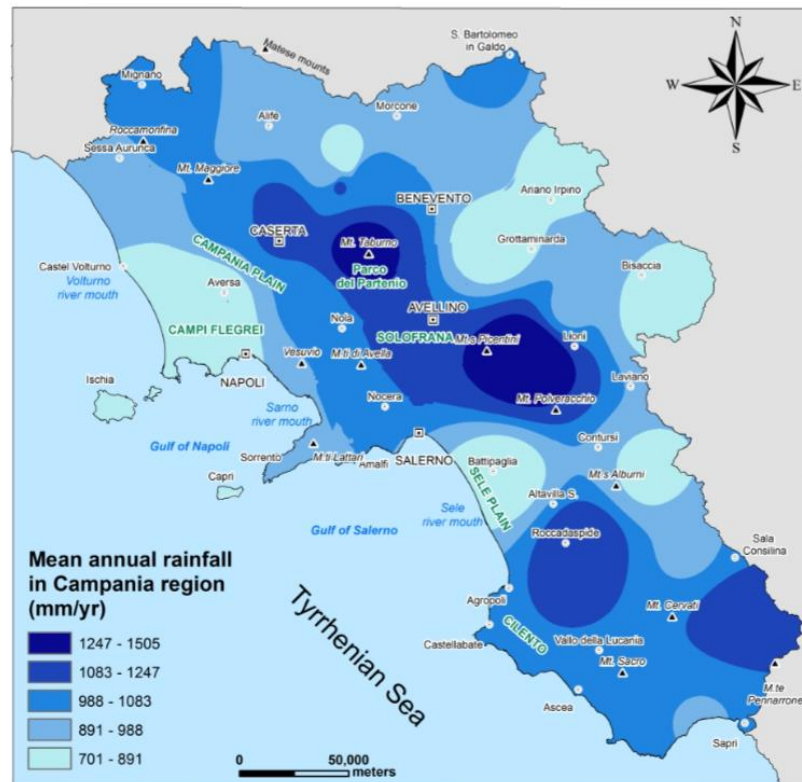 S. Bartolomeo
in Galdo
N
W
E
S
Matese mounts
Mignano
Morcone
Alife
Roccamonfina
Sessa Aurunca
Mt. Maggiore
Ariano Irpino
BENEVENTO
CASERTA
Mt. Taburno
Grottaminarda
CAMPANIA PLAIN
Parco
del Partenio
Castel Volturno
Volturno
river mouth
Aversa
Bisaccia
AVELLINO
Nola
CAMPI FLEGREI
SOLOFRANA
Mt.s Picentini
Lioni
Vesuvio
M.ti di Avella
NAPOLI
Ischia
Laviano
Nocera
Mt. Polveracchio
Sarno
river mouth
Gulf of Napoli
Sorrento
M.ti Lattari
Amalfi
SALERNO
Contursi
Capri
Battipaglia
Mt.s Alburni
SELE PLAIN
Altavilla S.
Sele
river mouth
Gulf of Salerno
Roccadaspide
Sala
Consilina
Mean annual rainfall
in Campania region
(mm/yr)
Tyrrhenian Sea
Agropoli
Mt. Cervati
Castellabate
CILENTO
Vallo della Lucania
Mt. Sacro
M.te
Pennarrone
Ascea
Sapri
1247 - 1505
1083 - 1247
988 - 1083
891 - 988
701 - 891
0
50,000
meters